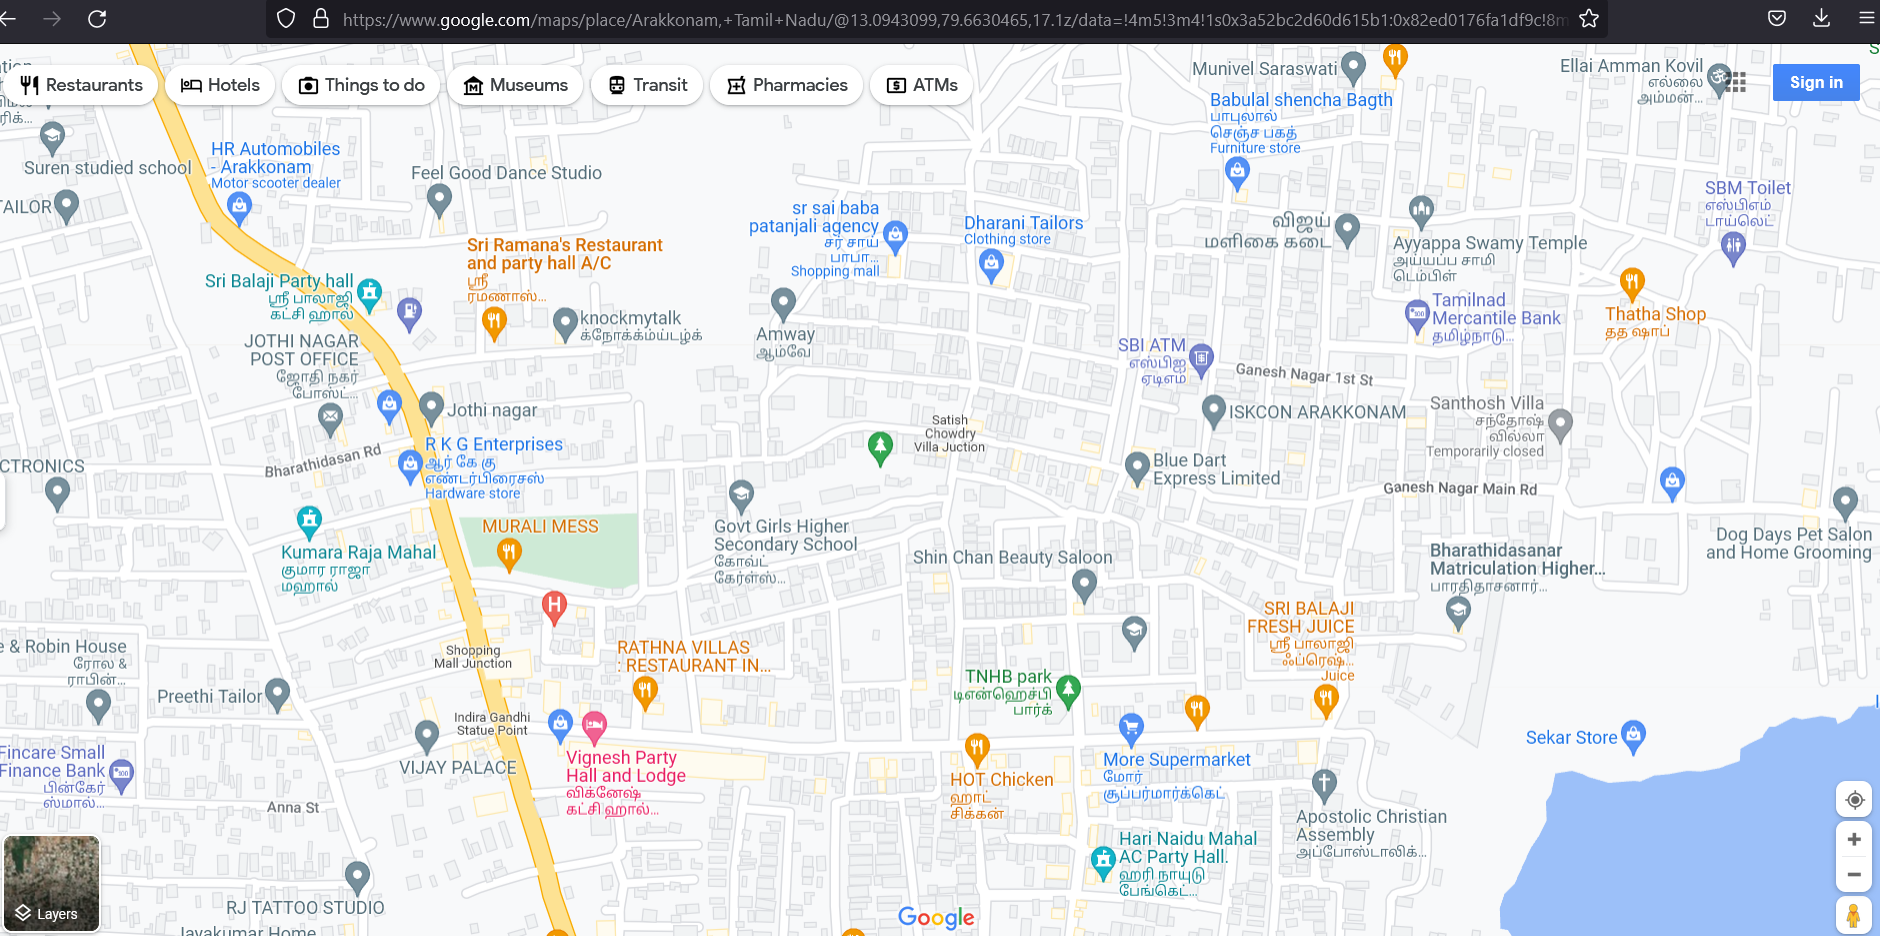 https://www.google.com/maps/place/Arakkonam,+Tamil+Nadu/@13.0943099,79.6630465,17.1z/data=!4m5!3m4!1s0x3a52bc2d60d615b1:0x82ed0176fa1df9c!8m
Restaurants
Hotels
Things to do
Museums
Transit
Pharmacies
ATMs
Sign in
Munivel Saraswati
Ellai Amman Kovil
எல்லை
அம்மன்...
Babulal shencha Bagth
பாபுலால்
செஞ்ச பகத்
Furniture store
Suren studied school
HR Automobiles
- Arakkonam
Motor scooter dealer
Feel Good Dance Studio
TAILOR
sr sai baba
patanjali agency
சர் சாய்
பாபா...
Shopping mall
Dharani Tailors
Clothing store
விஜய்
மளிகை கடை
SBM Toilet
எஸ்பிஎம்
டாய்லெட்
Ayyappa Swamy Temple
அய்யப்ப சாமி
டெம்பிள்
Sri Ramana's Restaurant
and party hall A/C
ஸ்ரீ
ரமணாஸ்...
Sri Balaji Party hall
ஸ்ரீ பாலாஜி
கட்சி ஹால்
knockmytalk
க்நோக்க்ம்ய்டழ்க்
Amway
ஆம்வே
Tamilnad
Mercantile Bank
தமிழ்நாடு...
Thatha Shop
தத ஷாப்
JOTHI NAGAR
POST OFFICE
ஜோதி நகர்
போஸ்ட்...
SBI ATM
எஸ்பிஐ
ஏடிஎம்
Ganesh Nagar 1st St
Jothi nagar
Satish
Chowdry
Villa Juction
ISKCON ARAKKONAM
Santhosh Villa
சந்தோஷ்
வில்லா
Temporarily closed
R K G Enterprises
ஆர் கே கு
எண்டர்பிரைசஸ்
Hardware store
Bharathidasan Rd
CTRONICS
Blue Dart
Express Limited
Ganesh Nagar Main Rd
MURALI MESS
Govt Girls Higher
Secondary School
கோவ்ட்
கேர்ள்ஸ்...
Kumara Raja Mahal
குமார ராஜா
மஹால்
Shin Chan Beauty Saloon
Dog Days Pet Salon
and Home Grooming
Bharathidasanar
Matriculation Higher...
பாரதிதாசனார்...
H
SRI BALAJI
FRESH JUICE
ஸ்ரீ பாலாஜி
ஃப்ரெஷ்...
Juice
e & Robin House
ரோல &
ராபின்...
Shopping
Mall Junction
RATHNA VILLAS
: RESTAURANT IN...
Preethi Tailor
TNHB park
டிஎன்ஹெச்பி
பார்க்
Indira Gandhi
Statue Point
Sekar Store
Fincare Small
Finance Bank
பின்கேர்
ஸ்மால்...
VIJAY PALACE
Vignesh Party
Hall and Lodge
விக்னேஷ்
கட்சி ஹால்...
HOT Chicken
ஹாட்
சிக்கன்
More Supermarket
மோர்
சூப்பர்மார்க்கெட்
Anna St
Apostolic Christian
Assembly
அப்போஸ்டாலிக்...
Hari Naidu Mahal
AC Party Hall.
ஹரி நாயுடு
பேங்கெட்...
RJ TATTOO STUDIO
Layers
Google
Jayakumar Home